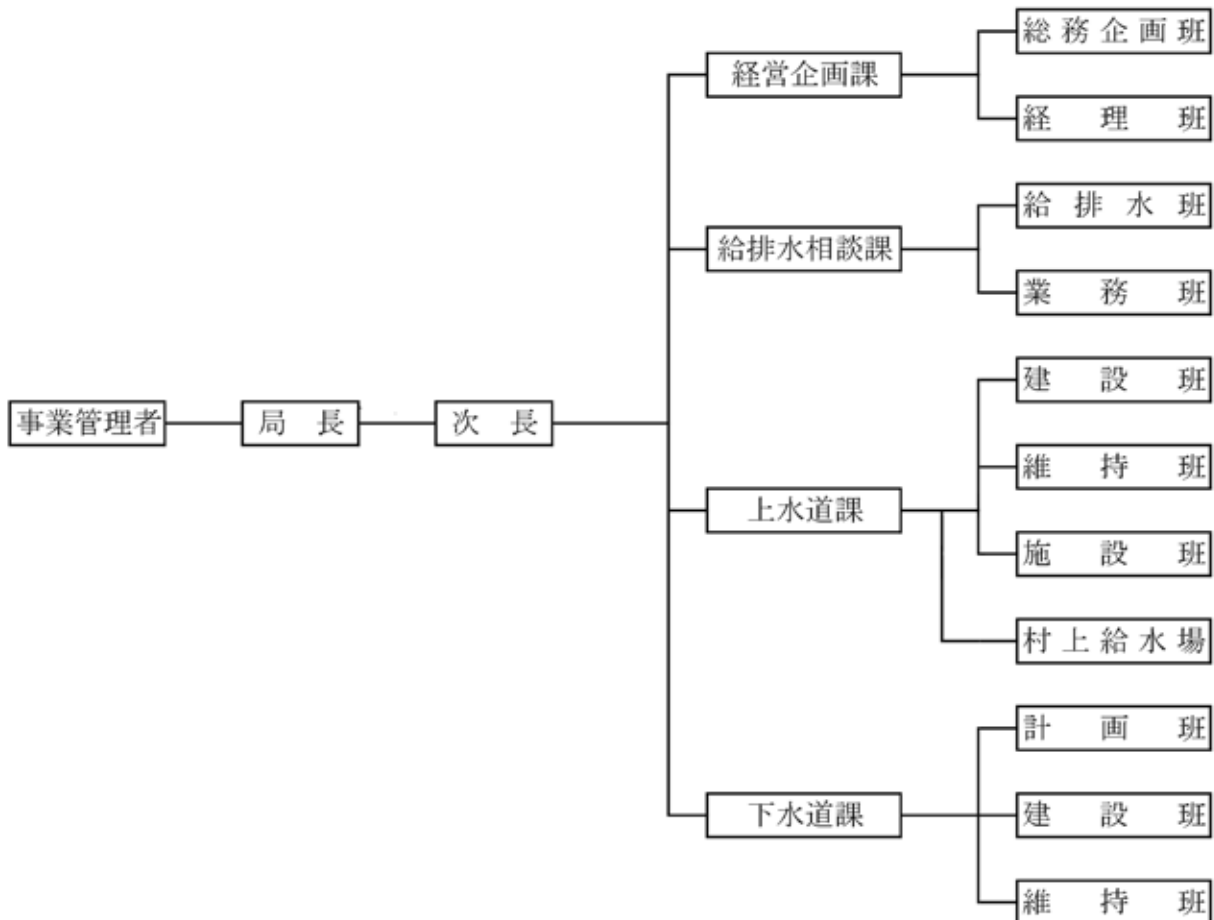 総務企画班
経営企画課
経理班
給排水班
給排水相談課
業務班
建設班
事業管理者
局長
次長
維持班
上水道課
施設班
村上給水場
計画班
下水道課
建設班
維持班